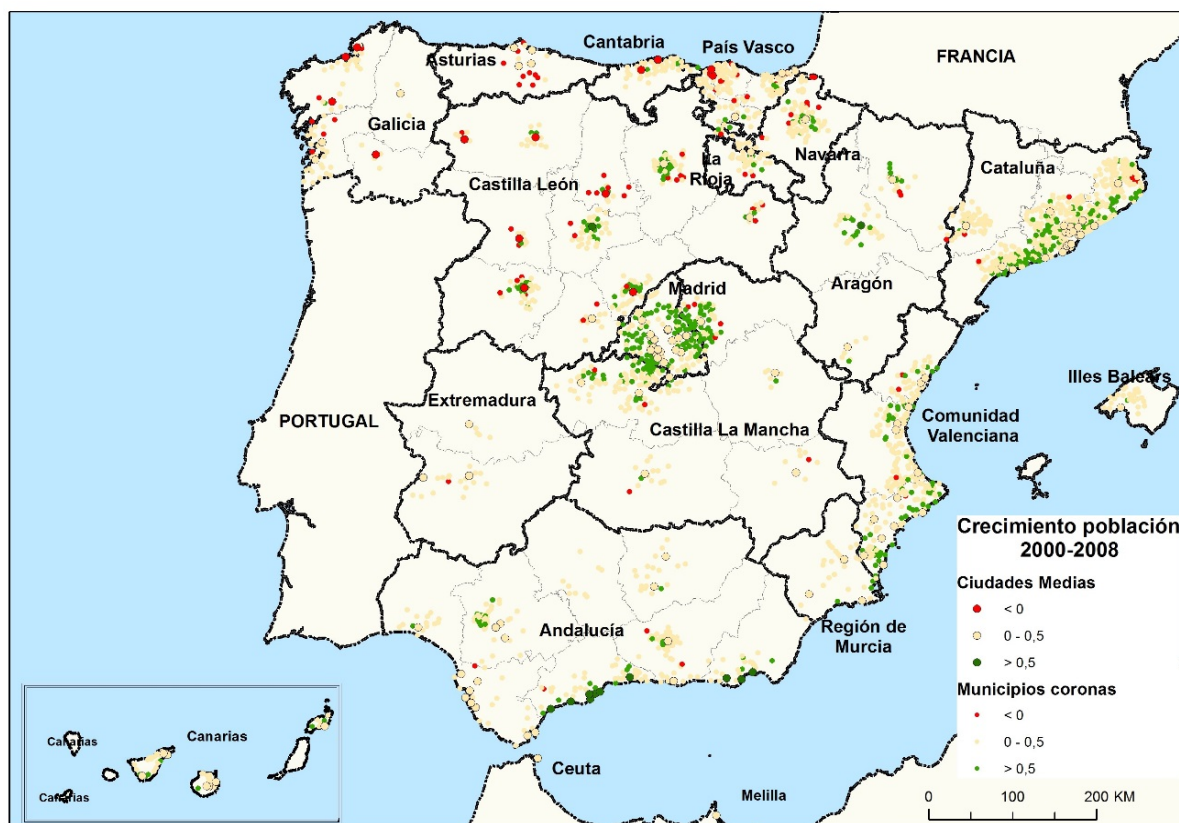 Cantabria
País Vasco
FRANCIA
Asturias
Galicia
La
Rioja
Navarra
Cataluña
Castilla León
Madrid
Aragón
Illes Balears
Extremadura
PORTUGAL
Castilla La Mancha
Comunidad
Valenciana
Andalucía
Región de
Murcia
Canarias
Canarias
Canarias
Ceuta
Melilla
Crecimiento población
2000-2008
Ciudades Medias
< 0
0 - 0,5
> 0,5
Municipios coronas
< 0
0 - 0,5
> 0,5
0 100 200 KM